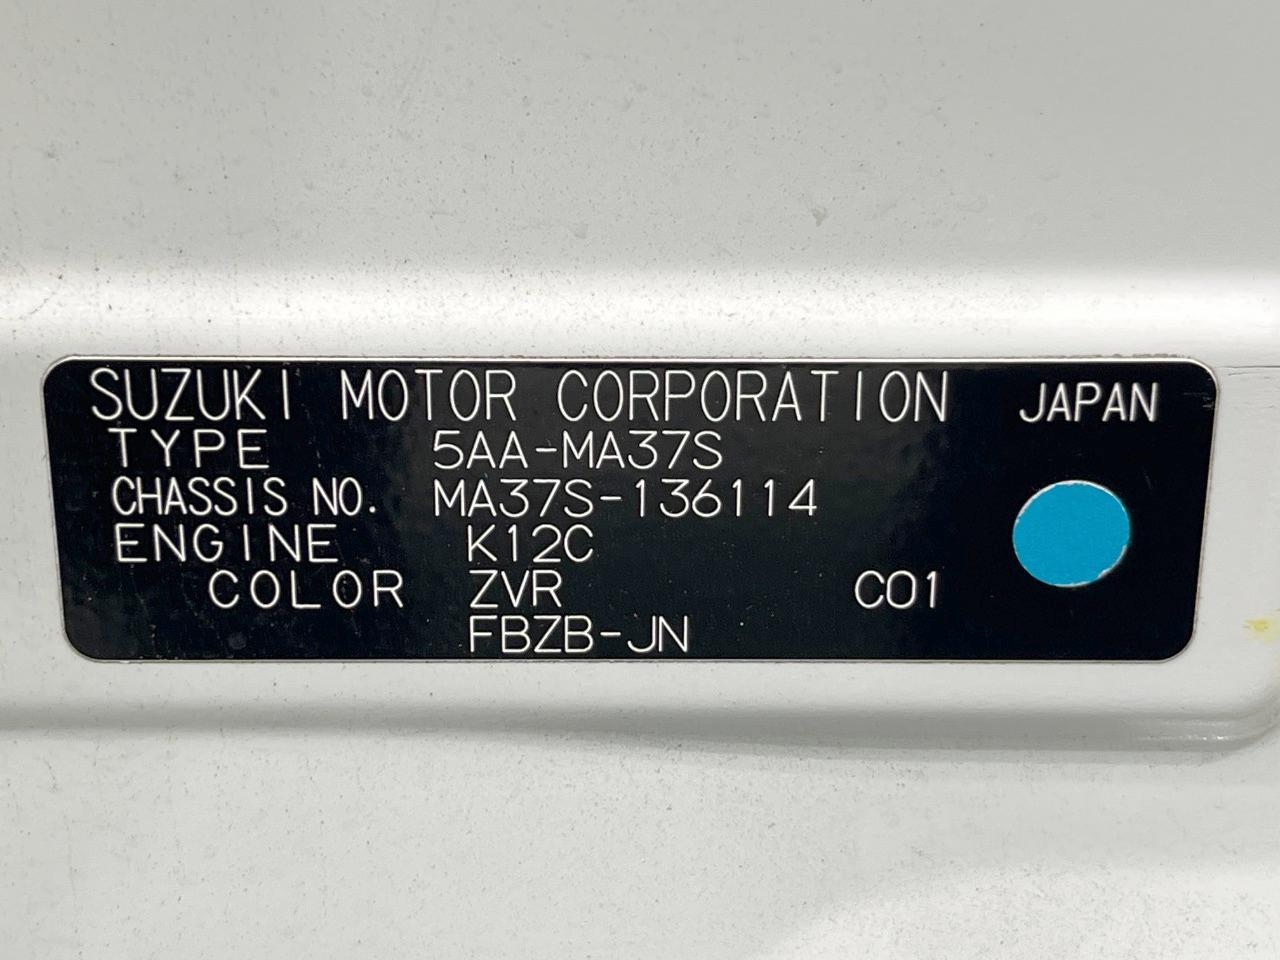 SUZUKI MOTOR CORPORATION JAPAN
TYPE 5AA-MA37S
CHASSIS NO. MA37S-136114
ENGINE K12C
COLOR ZVR C01
FBZB-JN